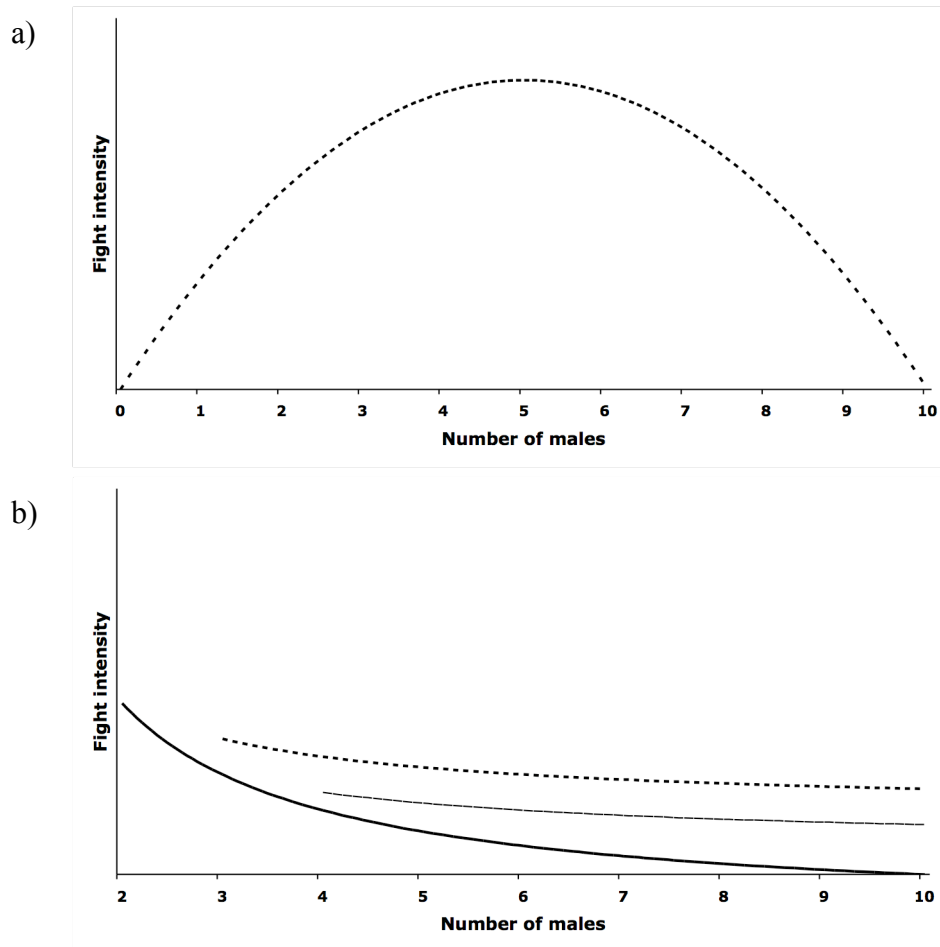 a)
Fight intensity
0 1 2 3 4 5 6 7 8 9 10
Number of males
b)
Fight intensity
2 3 4 5 6 7 8 9 10
Number of males